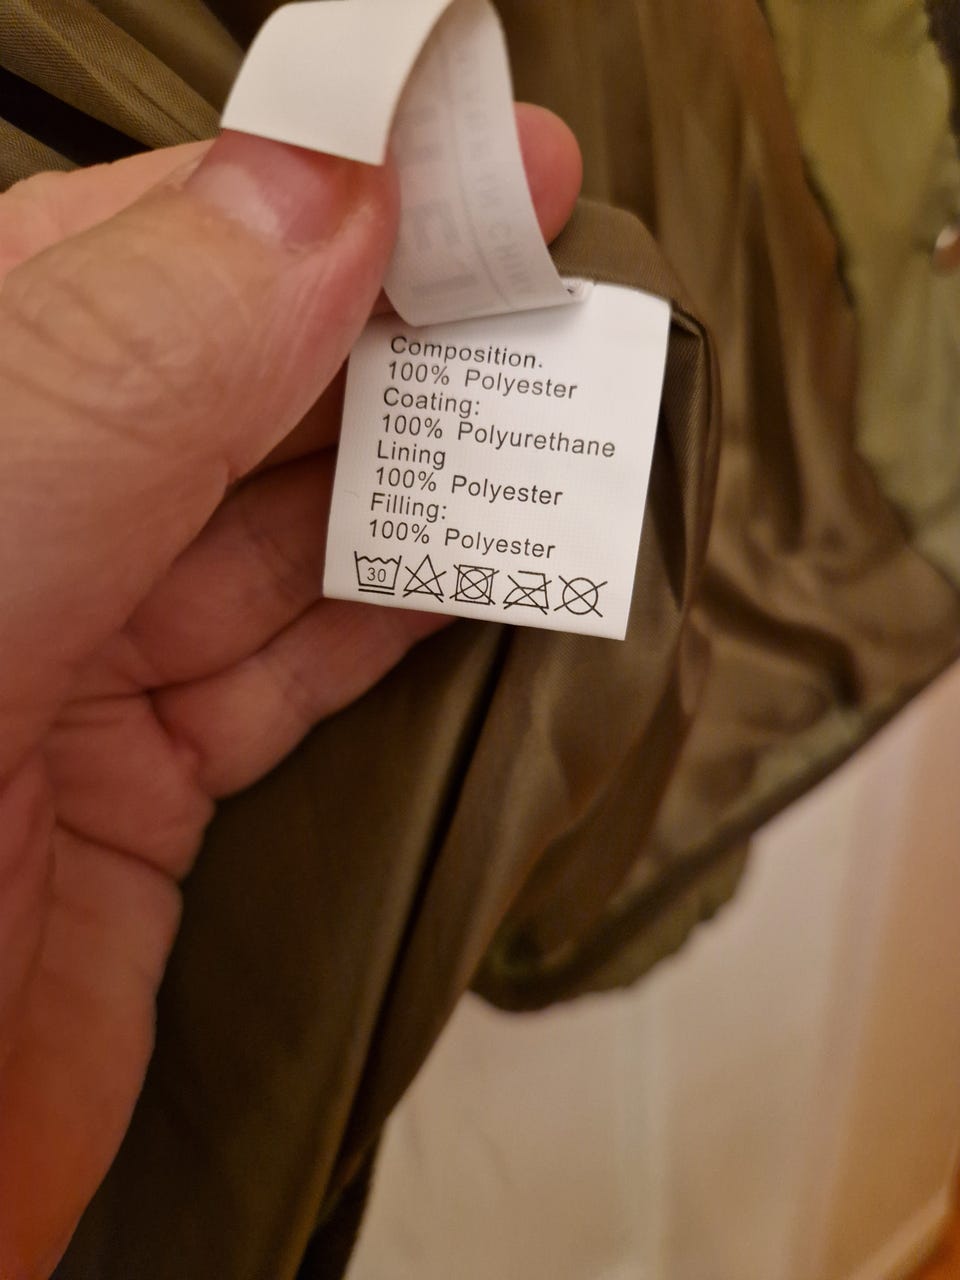 Composition.
100% Polyester
Coating:
100% Polyurethane
Lining
100% Polyester
Filling:
100% Polyester
30